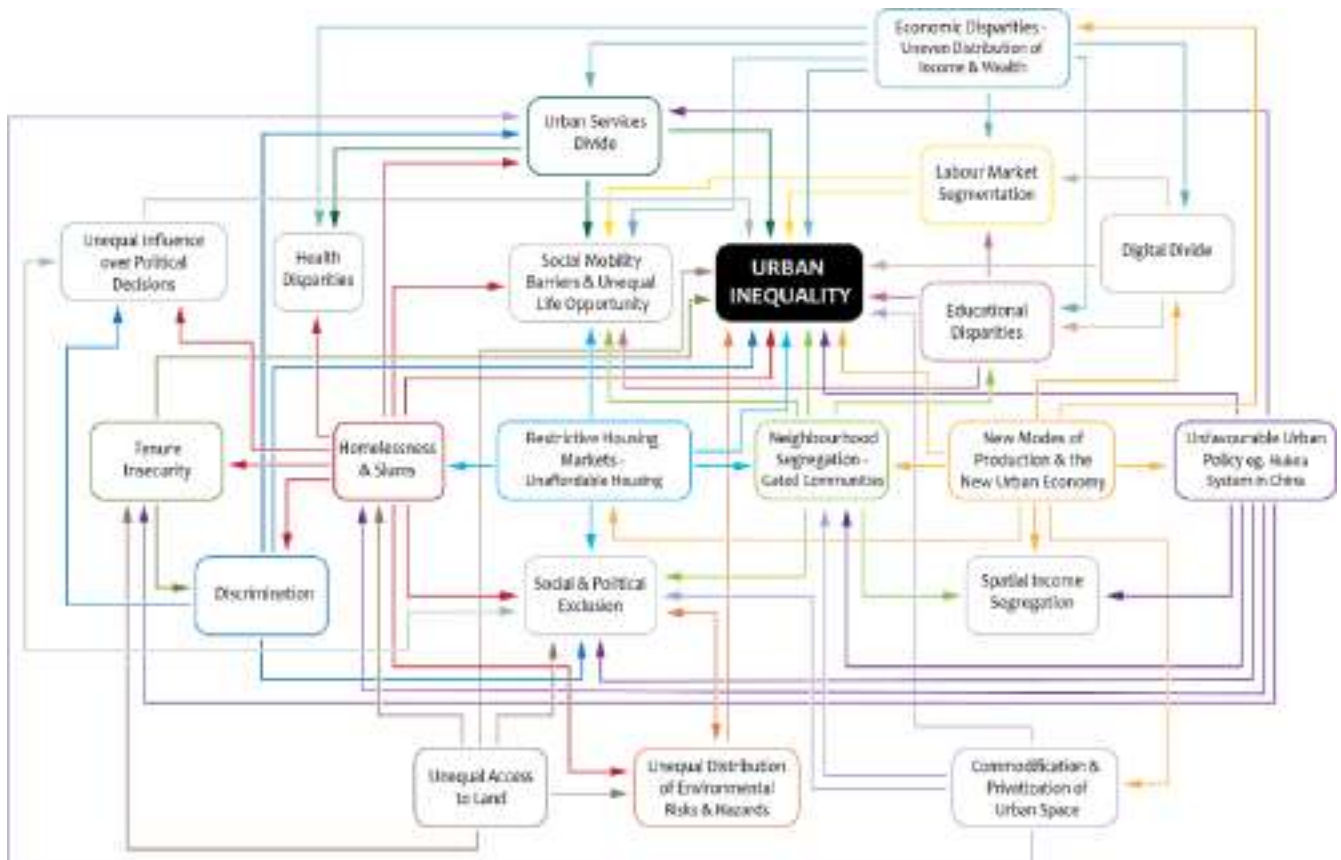 Economic Disparities -
Uneven Distribution of
Income & Wealth
Urban Services
Divide
Labour Market
Segmentation
Unequal Influence
over Political
Decisions
Health
Disparities
Social Mobility
Barriers & Unequal
Life Opportunity
URBAN
INEQUALITY
Digital Divide
Educational
Disparities
Tenure
Insecurity
Homelessness
& Slums
Restrictive Housing
Markets -
Unaffordable Housing
Neighbourhood
Segregation -
Gated Communities
New Modes of
Production & the
New Urban Economy
Unfavourable Urban
Policy eg. Hukou
System in China
Discrimination
Social & Political
Exclusion
Spatial Income
Segregation
Unequal Access
to Land
Unequal Distribution
of Environmental
Risks & Hazards
Commodification &
Privatization of
Urban Space